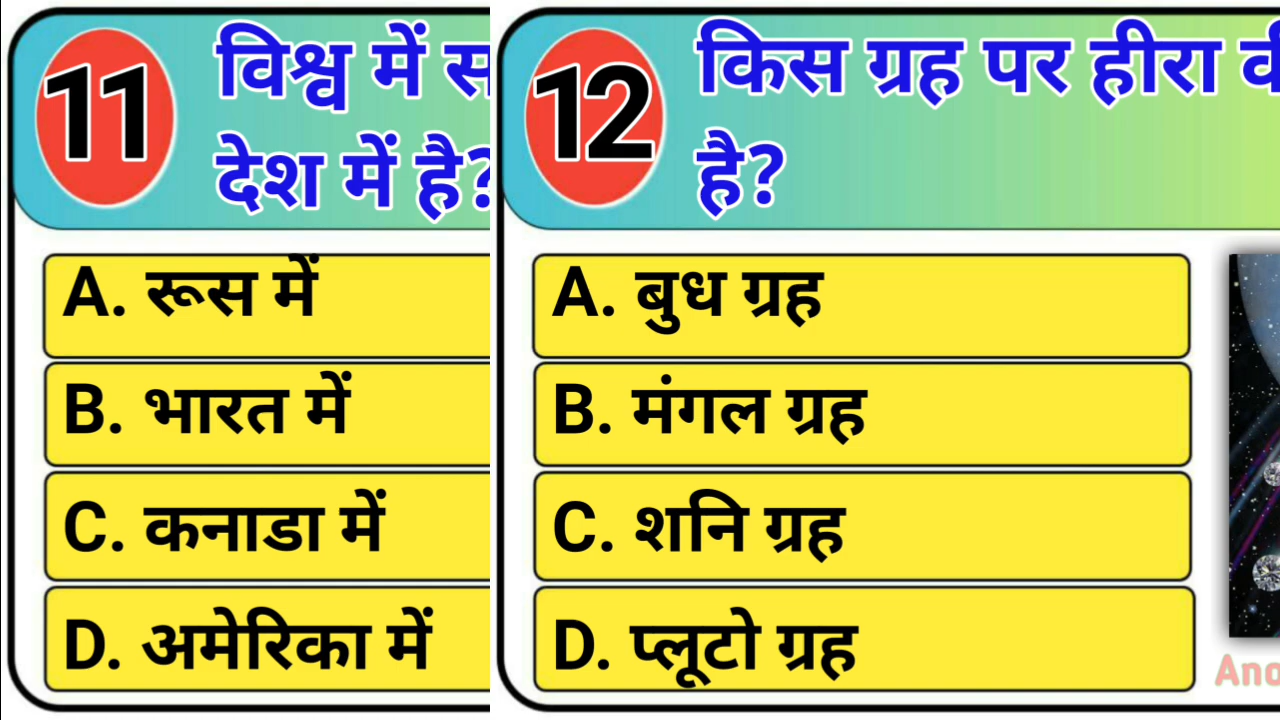 11
विश्व में
देश में है?
A. रूस में
B. भारत में
C. कनाडा में
D. अमेरिका में
12
किस ग्रह पर हीरा
है?
A. बुध ग्रह
B. मंगल ग्रह
C. शनि ग्रह
D. प्लूटो ग्रह